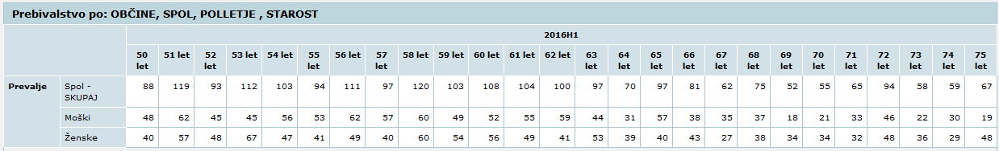 Prebivalstvo po: OBČINE, SPOL, POLLETJE , STAROST
2016H1
50 let 51 let 52 let 53 let 54 let 55 let 56 let 57 let 58 let 59 let 60 let 61 let 62 let 63 let 64 let 65 let 66 let 67 let 68 let 69 let 70 let 71 let 72 let 73 let 74 let 75 let
Prevalje Spol - SKUPAJ 88 119 93 112 103 94 111 97 120 103 108 104 100 97 70 97 81 62 75 52 55 65 94 58 59 67
Moški 48 62 45 45 56 53 62 57 60 49 52 55 59 44 31 57 38 35 37 18 21 33 46 22 30 19
Ženske 40 57 48 67 47 41 49 40 60 54 56 49 41 53 39 40 43 27 38 34 34 32 48 36 29 48